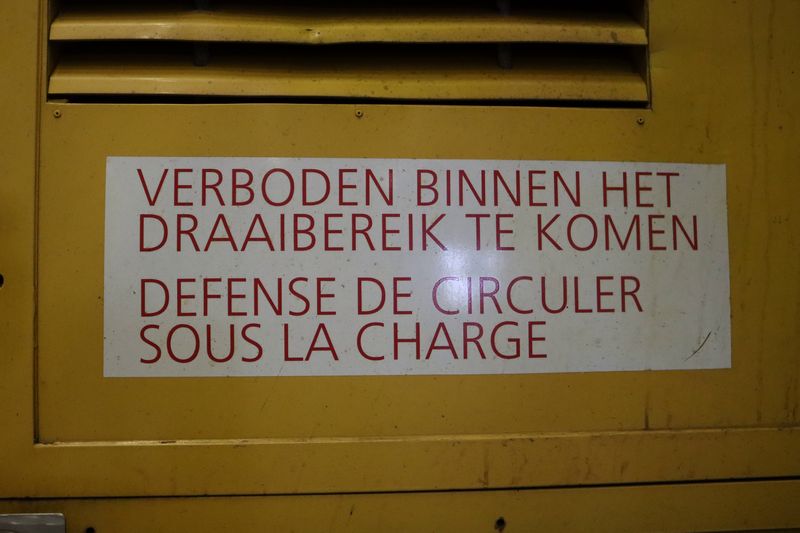 VERBODEN BINNEN HET
DRAAIBEREIK TE KOMEN
DEFENSE DE CIRCULER
SOUS LA CHARGE